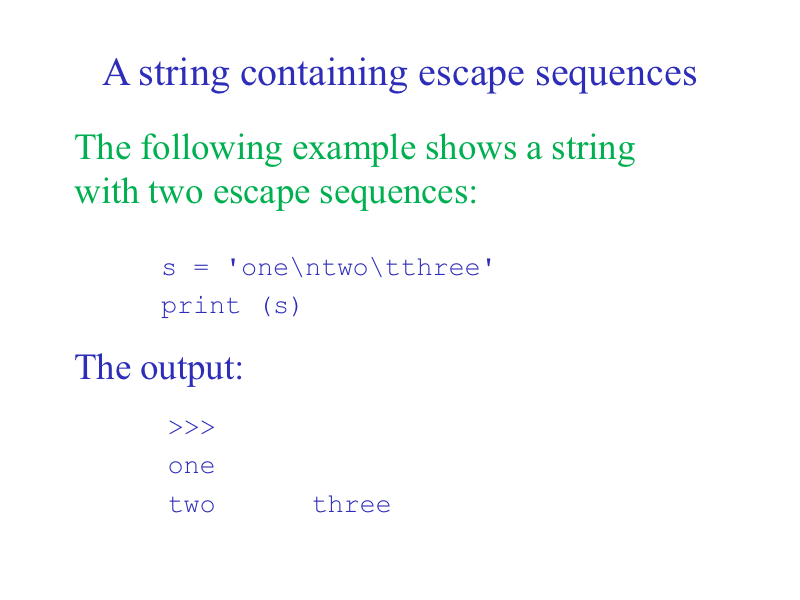 A string containing escape sequences
The following example shows a string
with two escape sequences:
s = 'one\ntwo\tthree'
print (s)
The output:
>>>
one
two      three